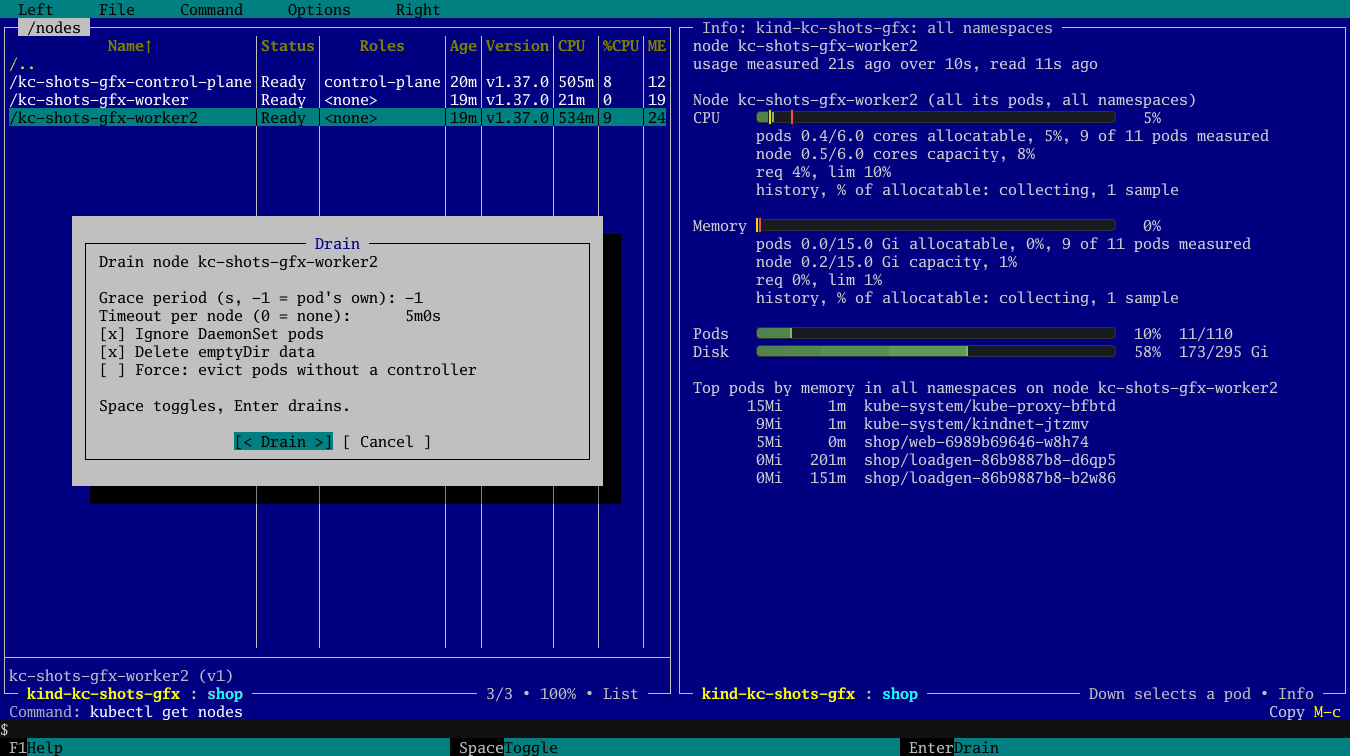 Left File Command Options Right
/nodes
Name↑ Status Roles Age Version CPU %CPU ME
/..
/kc-shots-gfx-control-plane Ready control-plane 20m v1.37.0 505m 8 12
/kc-shots-gfx-worker Ready <none> 19m v1.37.0 21m 0 19
/kc-shots-gfx-worker2 Ready <none> 19m v1.37.0 534m 9 24
Drain
Drain node kc-shots-gfx-worker2
Grace period (s, -1 = pod's own): -1
Timeout per node (0 = none): 5m0s
[x] Ignore DaemonSet pods
[x] Delete emptyDir data
[ ] Force: evict pods without a controller
Space toggles, Enter drains.
[< Drain >] [ Cancel ]
kc-shots-gfx-worker2 (v1)
kind-kc-shots-gfx : shop 3/3 • 100% • List
Info: kind-kc-shots-gfx: all namespaces
node kc-shots-gfx-worker2
usage measured 21s ago over 10s, read 11s ago
Node kc-shots-gfx-worker2 (all its pods, all namespaces)
CPU 5%
pods 0.4/6.0 cores allocatable, 5%, 9 of 11 pods measured
node 0.5/6.0 cores capacity, 8%
req 4%, lim 10%
history, % of allocatable: collecting, 1 sample
Memory 0%
pods 0.0/15.0 Gi allocatable, 0%, 9 of 11 pods measured
node 0.2/15.0 Gi capacity, 1%
req 0%, lim 1%
history, % of allocatable: collecting, 1 sample
Pods 10% 11/110
Disk 58% 173/295 Gi
Top pods by memory in all namespaces on node kc-shots-gfx-worker2
15Mi 1m kube-system/kube-proxy-bfbtd
9Mi 1m kube-system/kindnet-jtzmv
5Mi 0m shop/web-6989b69646-w8h74
0Mi 201m shop/loadgen-86b9887b8-d6qp5
0Mi 151m shop/loadgen-86b9887b8-b2w86
kind-kc-shots-gfx : shop Down selects a pod • Info
Command: kubectl get nodes Copy M-c
$
F1Help SpaceToggle EnterDrain